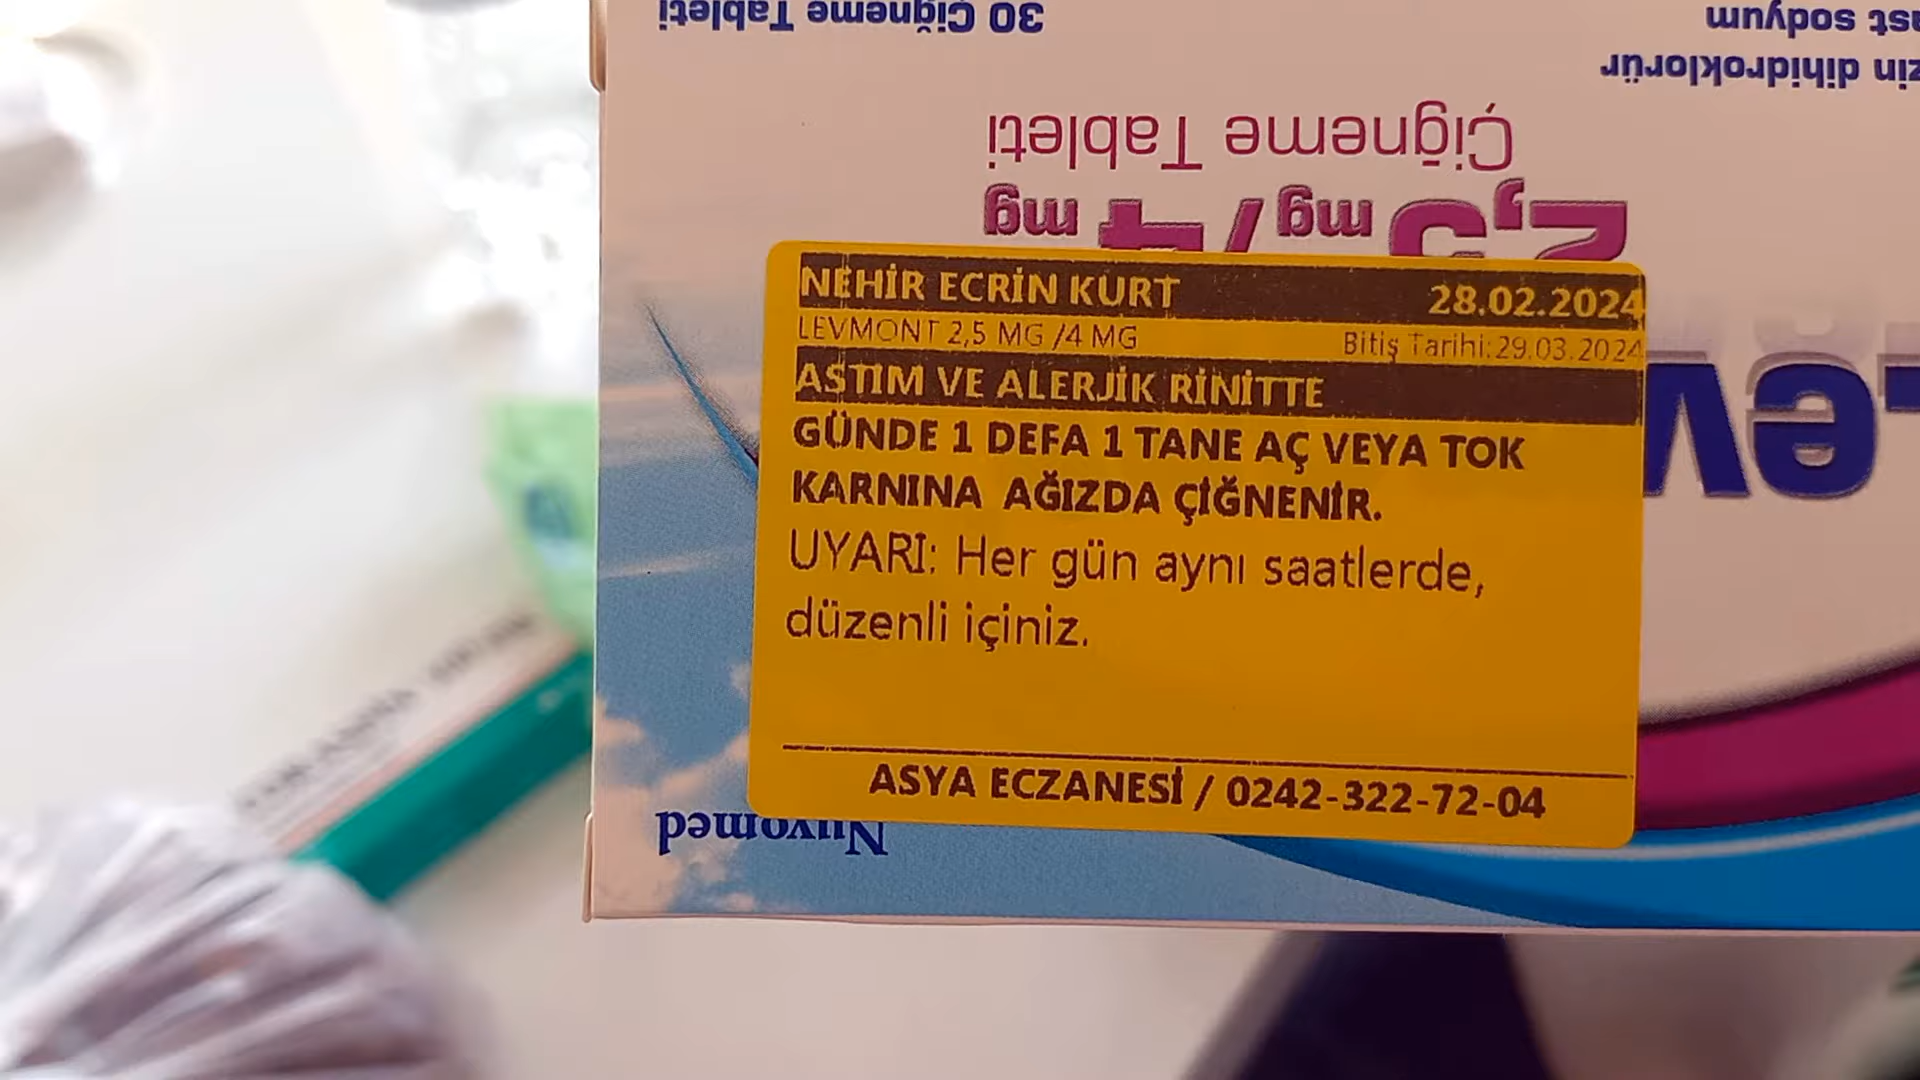 30 Çiğneme Tableti
st sodyum
zin dihidroklorür
Çiğneme Tableti
2,5 mg / 4 mg
Lev
NEHİR ECRİN KURT 28.02.2024
LEVMONT 2,5 MG /4 MG Bitiş Tarihi:29.03.2024
ASTIM VE ALERJİK RİNİTTE
GÜNDE 1 DEFA 1 TANE AÇ VEYA TOK
KARNINA AĞIZDA ÇİĞNENİR.
UYARI: Her gün aynı saatlerde,
düzenli içiniz.
ASYA ECZANESİ / 0242-322-72-04
Nuvomed